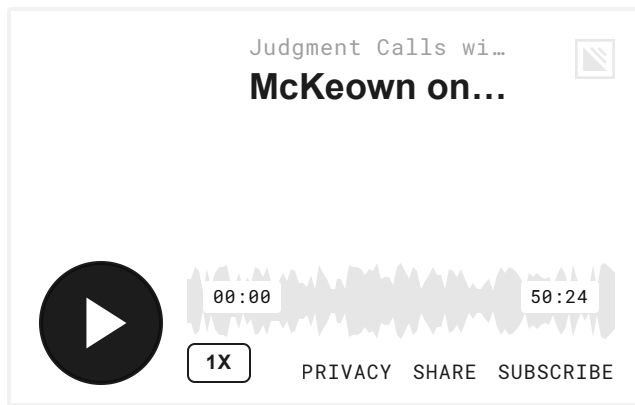 Judgment Calls wi…
McKeown on…
00:00
50:24
1X
PRIVACY SHARE SUBSCRIBE